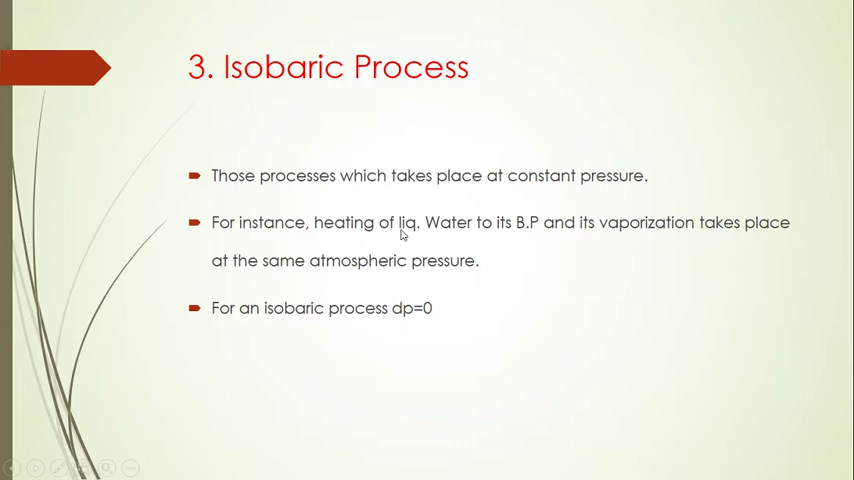 3. Isobaric Process
Those processes which takes place at constant pressure.
For instance, heating of liq. Water to its B.P and its vaporization takes place
at the same atmospheric pressure.
For an isobaric process dp=0